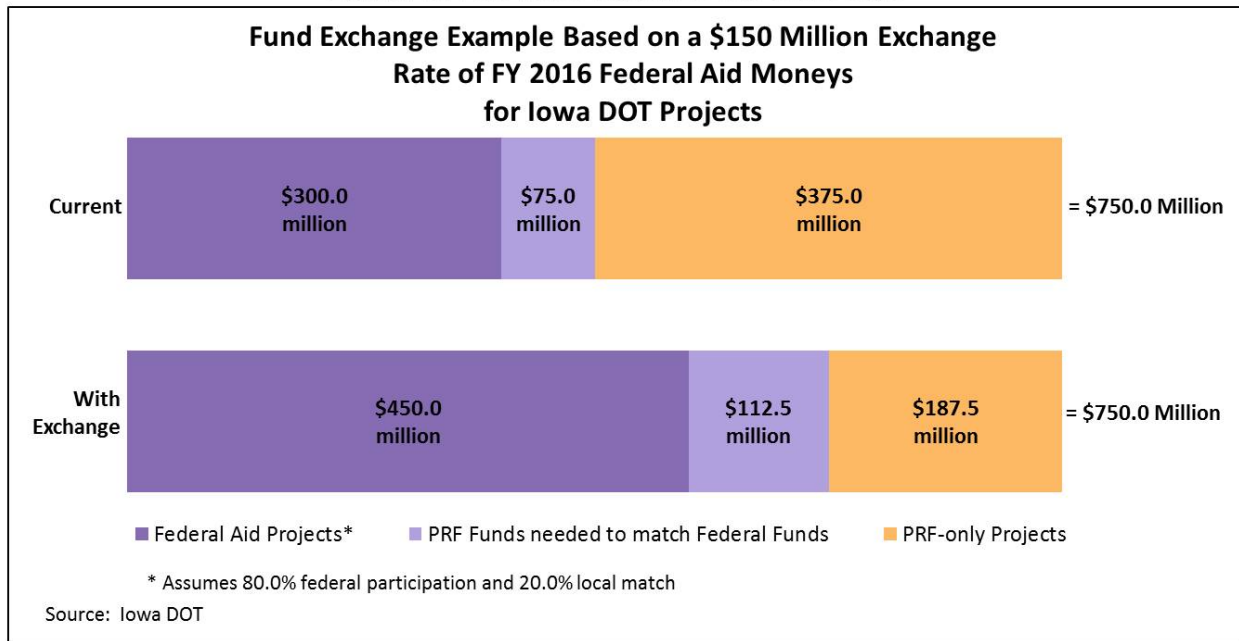 Fund Exchange Example Based on a $150 Million Exchange
Rate of FY 2016 Federal Aid Moneys
for Iowa DOT Projects
Current
$300.0
million
$75.0
million
$375.0
million
= $750.0 Million
With
Exchange
$450.0
million
$112.5
million
$187.5
million
= $750.0 Million
Federal Aid Projects*
PRF Funds needed to match Federal Funds
PRF-only Projects
* Assumes 80.0% federal participation and 20.0% local match
Source: Iowa DOT